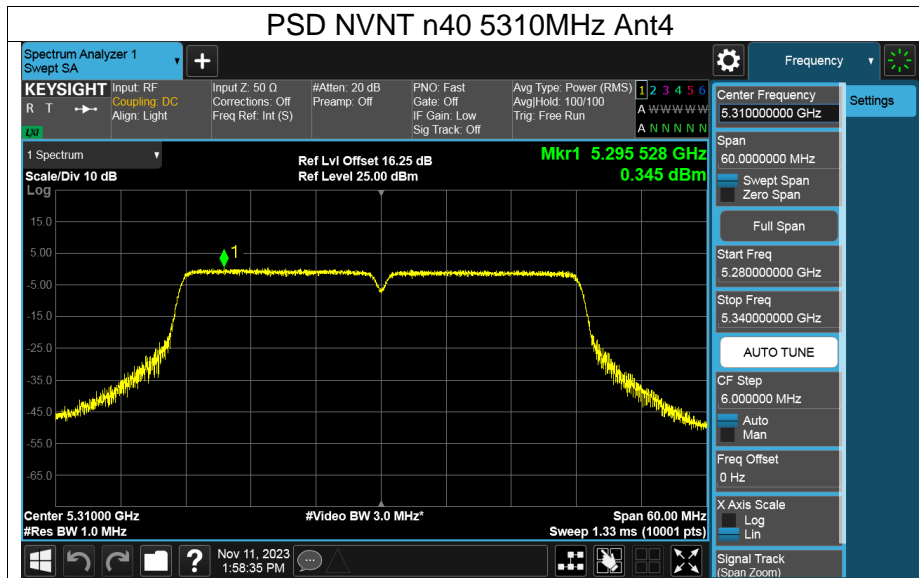 PSD NVNT n40 5310MHz Ant4
Spectrum Analyzer 1
Swept SA
+
Frequency
KEYSIGHT
R T
LXI
Input: RF
Coupling: DC
Align: Light
Input Z: 50 Ω
Corrections: Off
Freq Ref: Int (S)
#Atten: 20 dB
Preamp: Off
PNO: Fast
Gate: Off
IF Gain: Low
Sig Track: Off
Avg Type: Power (RMS)
Avg|Hold: 100/100
Trig: Free Run
1 2 3 4 5 6
A W W W W W
A N N N N N
1 Spectrum
Scale/Div 10 dB
Ref Lvl Offset 16.25 dB
Ref Level 25.00 dBm
Mkr1 5.295 528 GHz
0.345 dBm
Log
15.0
5.00
-5.00
-15.0
-25.0
-35.0
-45.0
-55.0
-65.0
1
Center 5.31000 GHz
#Res BW 1.0 MHz
#Video BW 3.0 MHz*
Span 60.00 MHz
Sweep 1.33 ms (10001 pts)
Center Frequency
5.310000000 GHz
Span
60.0000000 MHz
Swept Span
Zero Span
Full Span
Start Freq
5.280000000 GHz
Stop Freq
5.340000000 GHz
AUTO TUNE
CF Step
6.000000 MHz
Auto
Man
Freq Offset
0 Hz
X Axis Scale
Log
Lin
Signal Track
(Span Zoom)
Settings
?
Nov 11, 2023
1:58:35 PM